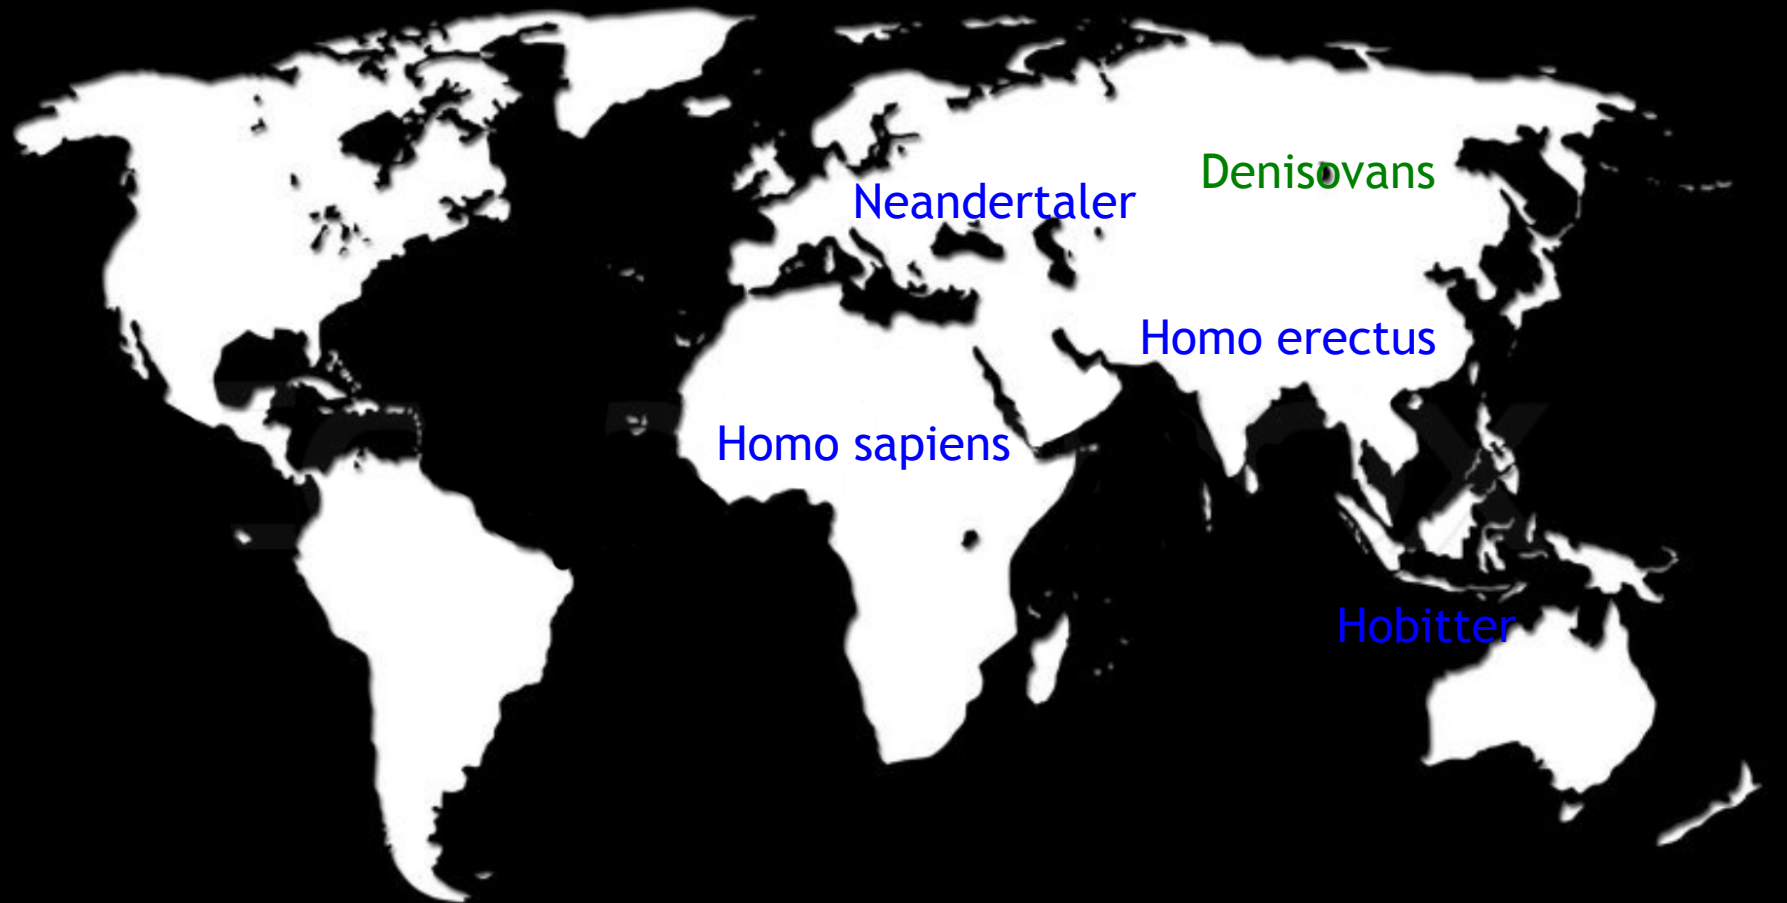 Denisovans
Neandertaler
Homo erectus
Homo sapiens
Hobitter